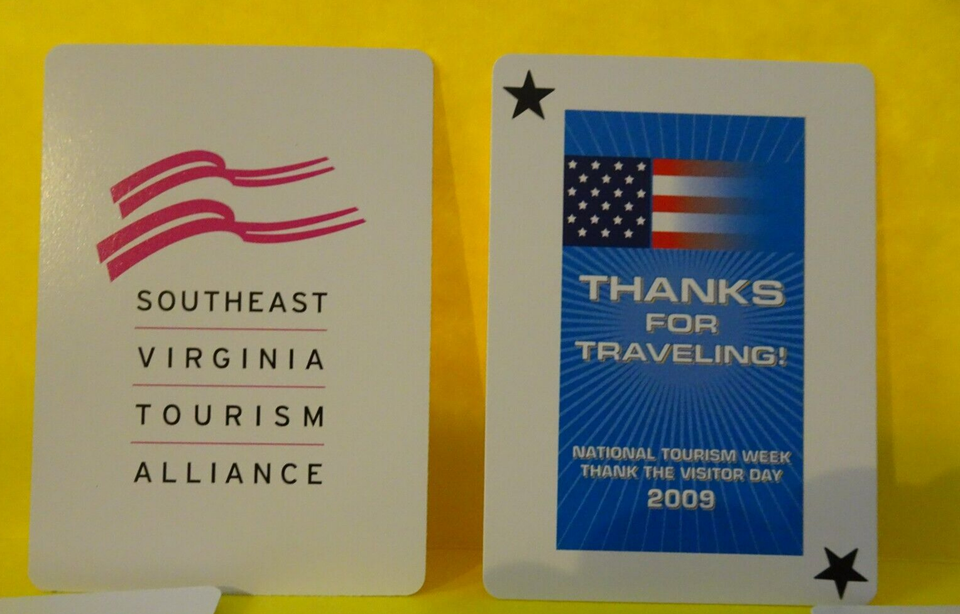 SOUTHEAST
VIRGINIA
TOURISM
ALLIANCE
THANKS
FOR
TRAVELING!
NATIONAL TOURISM WEEK
THANK THE VISITOR DAY
2009